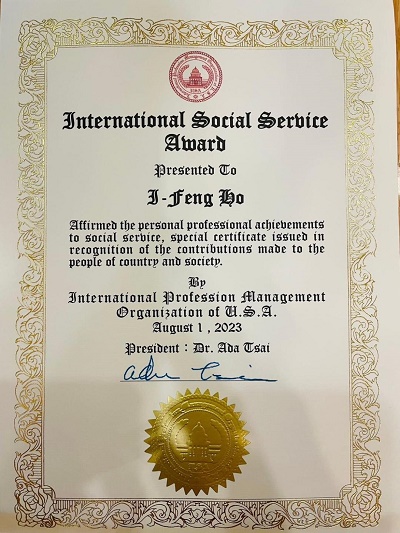 International Social Service
Award
Presented To
I-Feng Ho
Affirmed the personal professional achievements
to social service, special certificate issued in
recognition of the contributions made to the
people of country and society.
By
International Profession Management
Organization of U.S.A.
August 1 , 2023
President : Dr. Ada Tsai
Ada Tsai